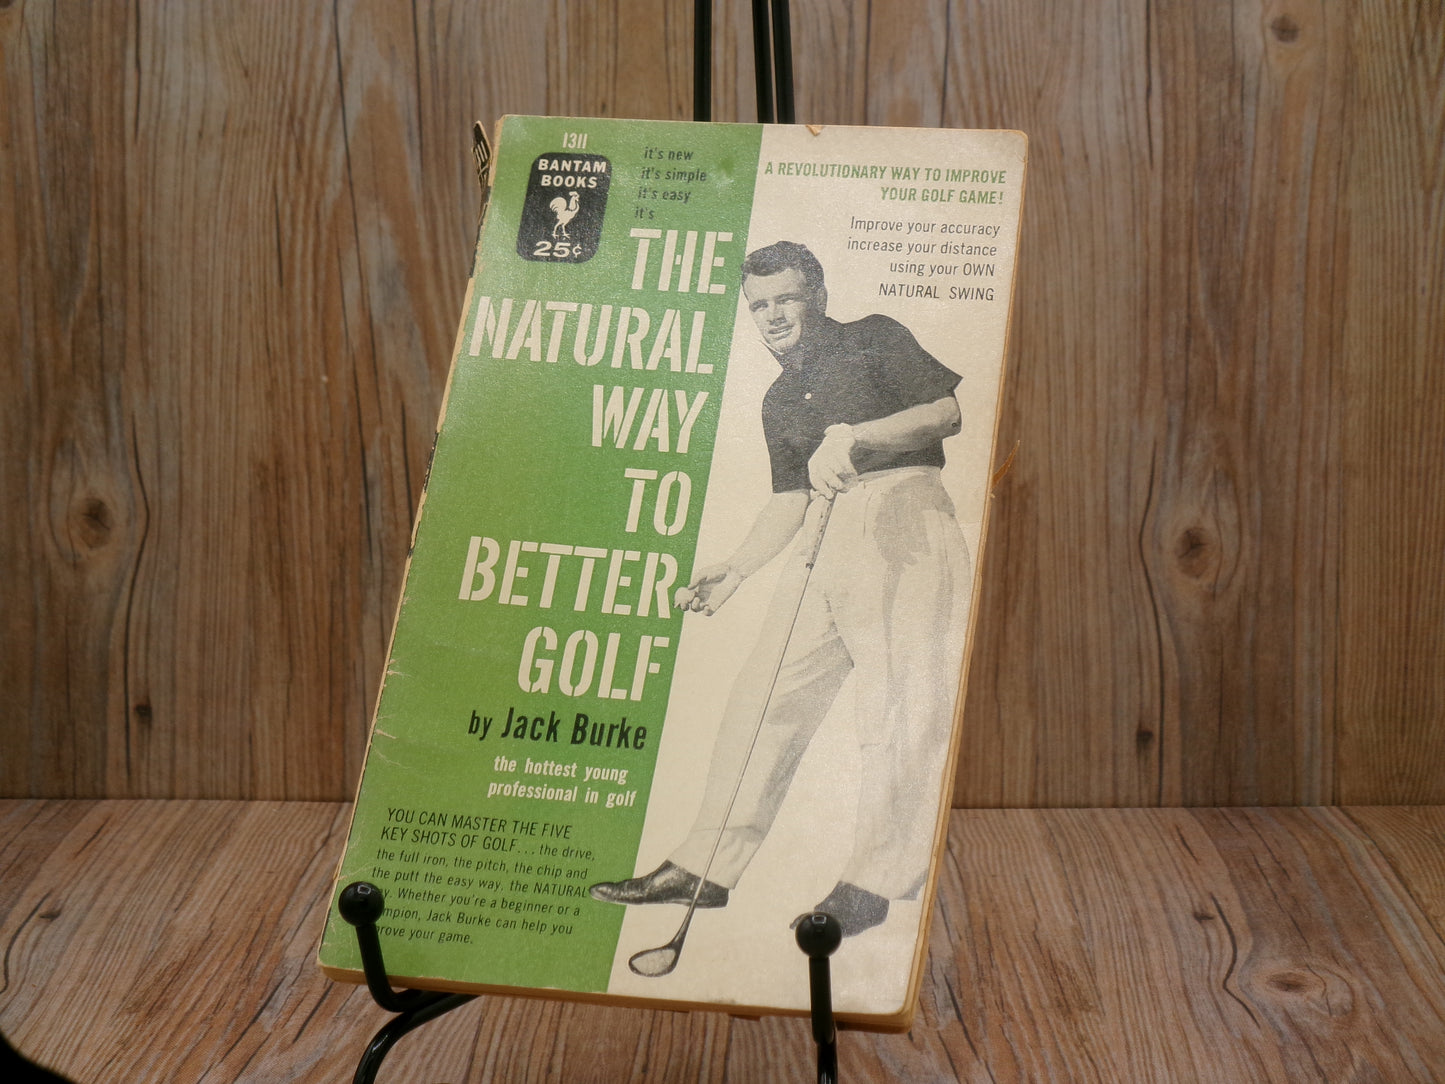 1311
BANTAM
BOOKS
25¢
it's new
it's simple
it's easy
it's
THE
NATURAL
WAY
TO
BETTER
GOLF
by Jack Burke
the hottest young
professional in golf
YOU CAN MASTER THE FIVE
KEY SHOTS OF GOLF... the drive,
the full iron, the pitch, the chip and
the putt the easy way, the NATURAL
Whether you're a beginner or a
Jack Burke can help you
your game.
A REVOLUTIONARY WAY TO IMPROVE
YOUR GOLF GAME!
Improve your accuracy
increase your distance
using your OWN
NATURAL SWING